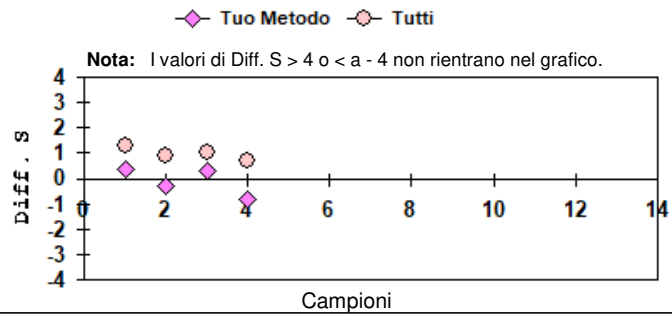 Tuo Metodo Tutti
Nota: I valori di Diff. S > 4 o < a - 4 non rientrano nel grafico.
4
3
2
1
0
-1
-2
-3
-4
Diff. S
0 2 4 6 8 10 12 14
Campioni